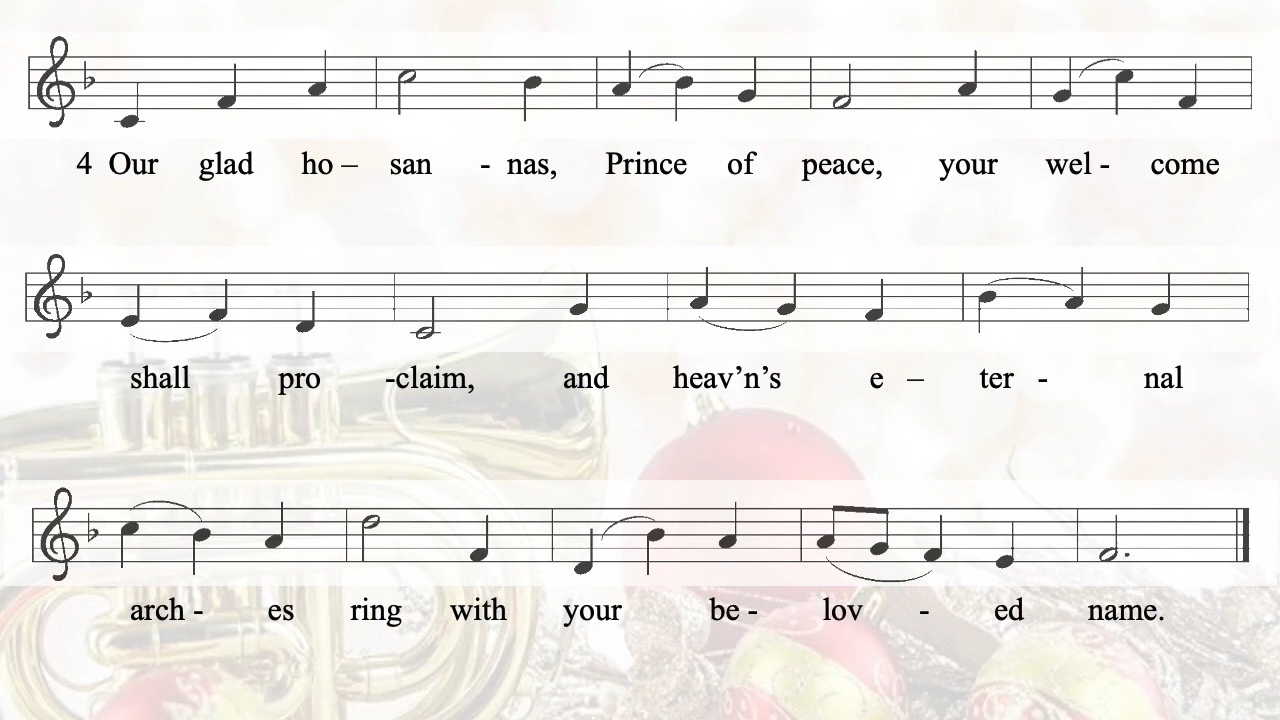 4 Our glad ho – san - nas, Prince of peace, your wel - come
shall pro -claim, and heav’n’s e – ter - nal
arch - es ring with your be - lov - ed name.